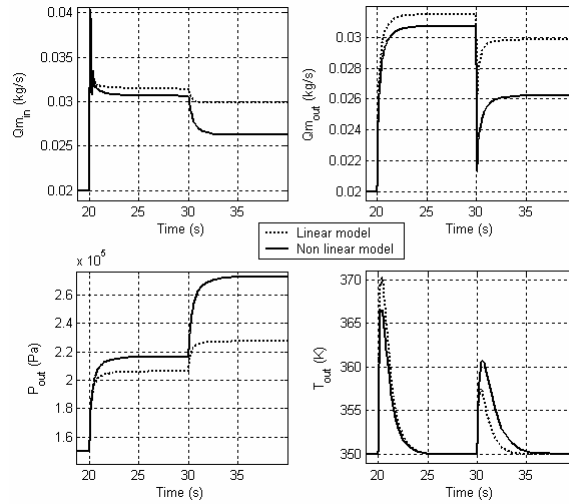 0.04
0.035
0.03
0.025
0.02
20 25 30 35
Time (s)
Qm_in (kg/s)
0.03
0.028
0.026
0.024
0.022
0.02
20 25 30 35
Time (s)
Qm_out (kg/s)
Linear model
Non linear model
x 10^5
2.6
2.4
2.2
2
1.8
1.6
20 25 30 35
Time (s)
P_out (Pa)
370
365
360
355
350
20 25 30 35
Time (s)
T_out (K)